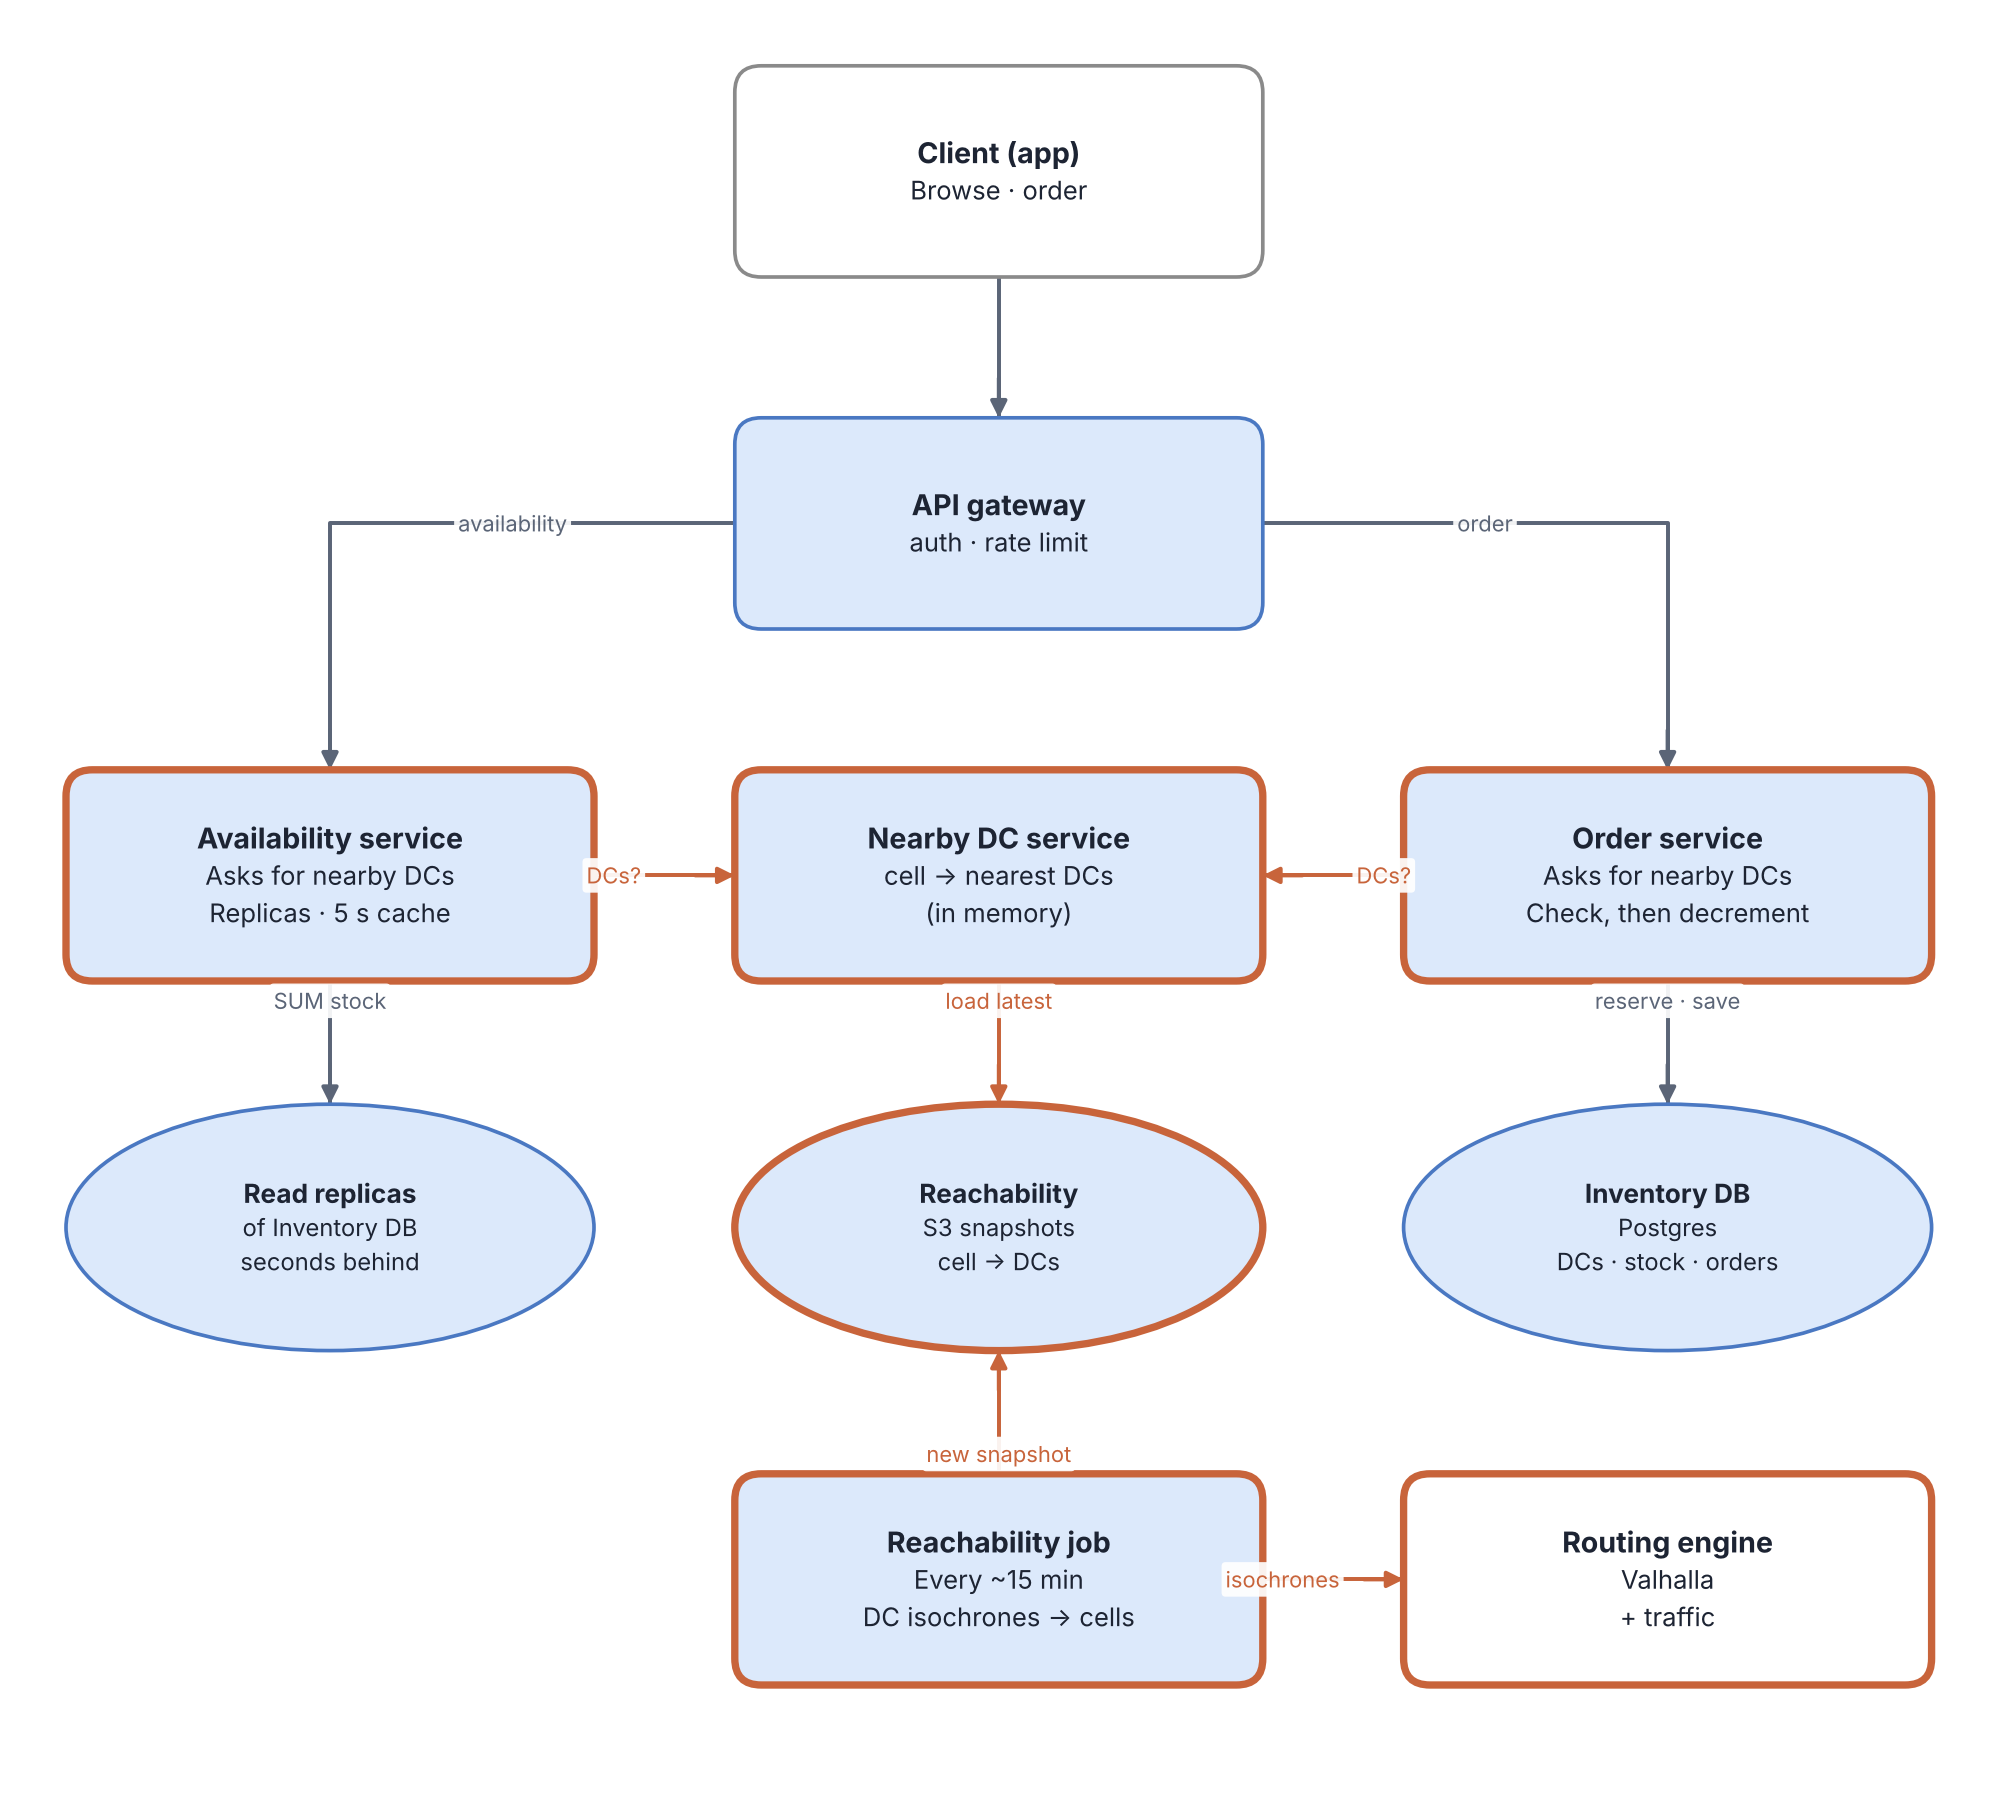 Client (app)
Browse · order
API gateway
auth · rate limit
availability
order
Availability service
Asks for nearby DCs
Replicas · 5 s cache
DCs?
Nearby DC service
cell → nearest DCs
(in memory)
DCs?
Order service
Asks for nearby DCs
Check, then decrement
SUM stock
load latest
reserve · save
Read replicas
of Inventory DB
seconds behind
Reachability
S3 snapshots
cell → DCs
Inventory DB
Postgres
DCs · stock · orders
new snapshot
Reachability job
Every ~15 min
DC isochrones → cells
isochrones
Routing engine
Valhalla
+ traffic